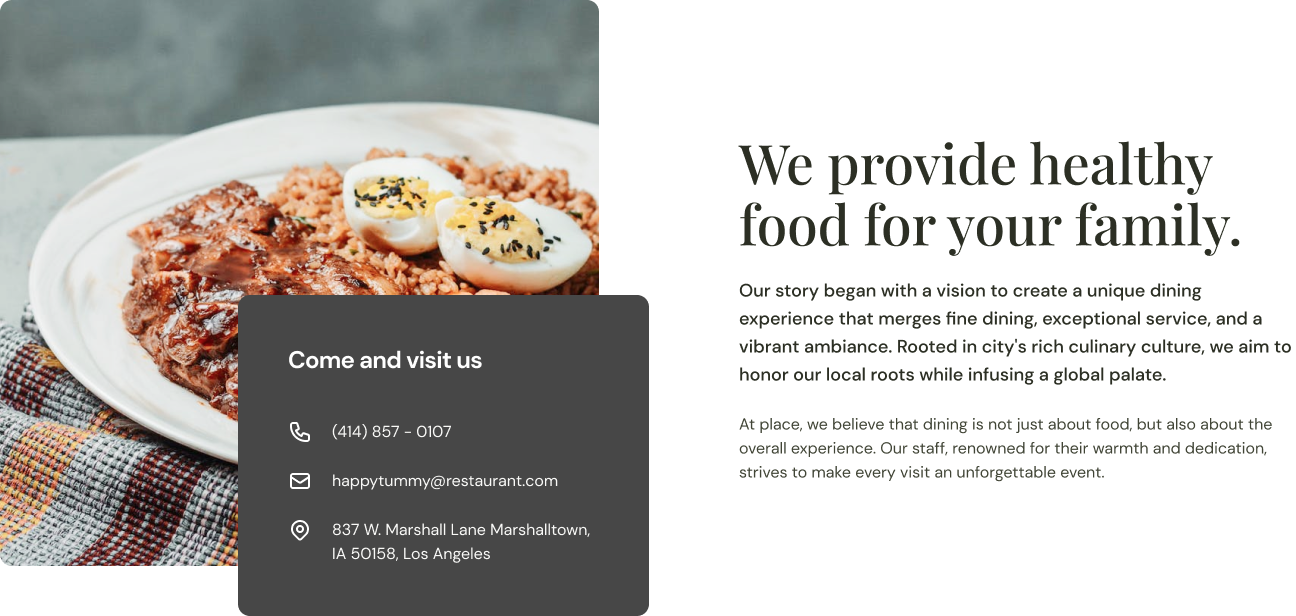 We provide healthy
food for your family.
Our story began with a vision to create a unique dining
experience that merges fine dining, exceptional service, and a
vibrant ambiance. Rooted in city's rich culinary culture, we aim to
honor our local roots while infusing a global palate.
At place, we believe that dining is not just about food, but also about the
overall experience. Our staff, renowned for their warmth and dedication,
strives to make every visit an unforgettable event.
Come and visit us
(414) 857 - 0107
happytummy@restaurant.com
837 W. Marshall Lane Marshalltown,
IA 50158, Los Angeles